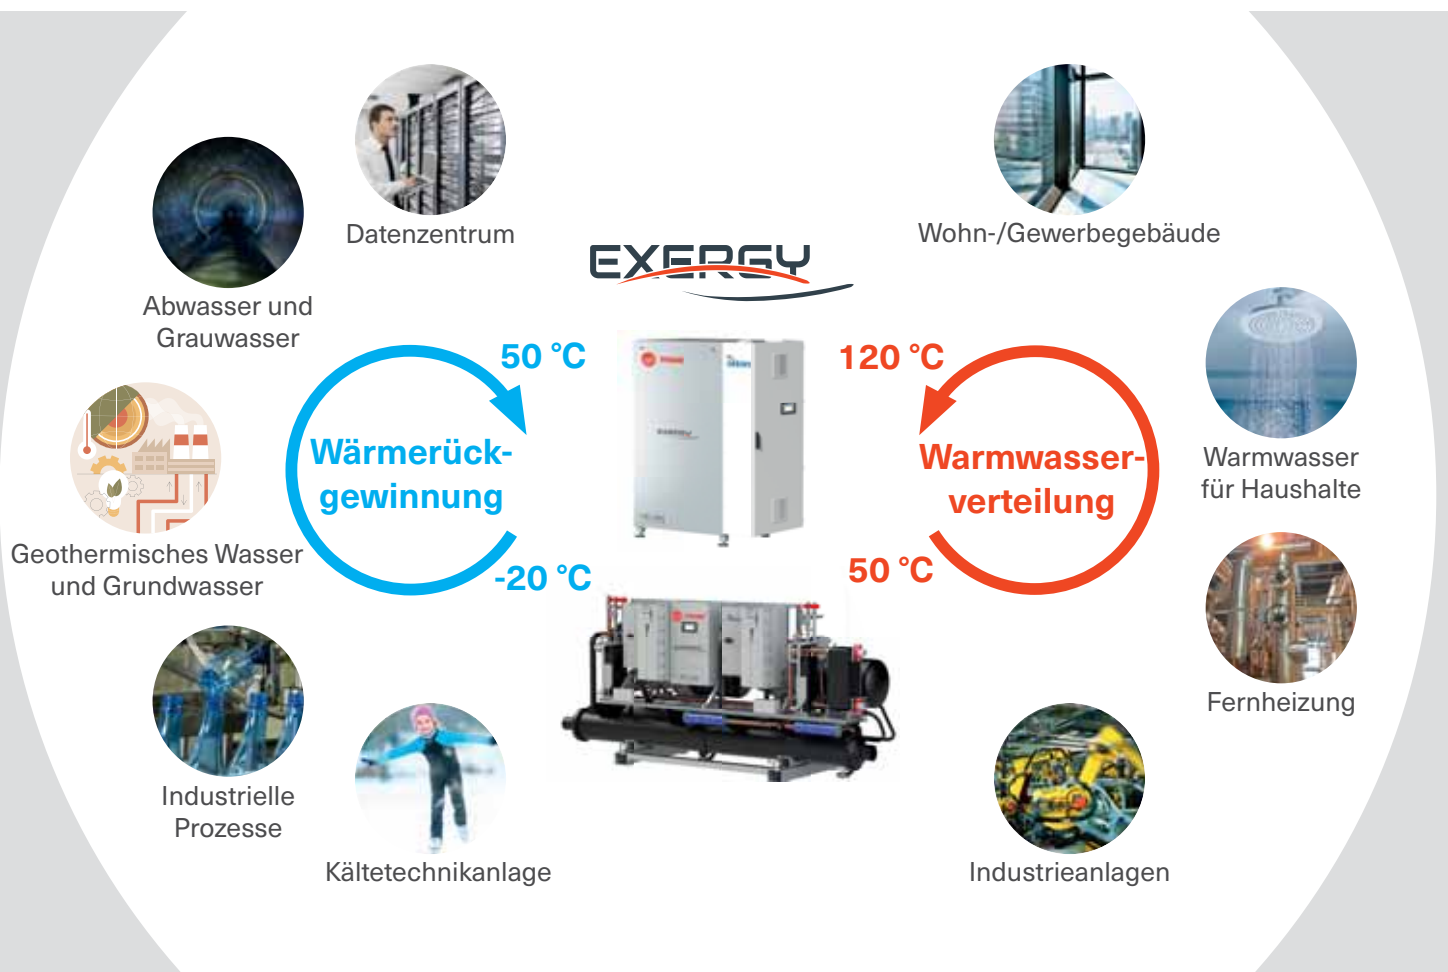 Datenzentrum
Wohn-/Gewerbegebäude
EXERGY
Abwasser und
Grauwasser
50 °C
120 °C
Wärmerück-
gewinnung
Warmwasser-
verteilung
Warmwasser
für Haushalte
Geothermisches Wasser
und Grundwasser
-20 °C
50 °C
Fernheizung
Industrielle
Prozesse
Kältetechnikanlage
Industrieanlagen
EXERGY